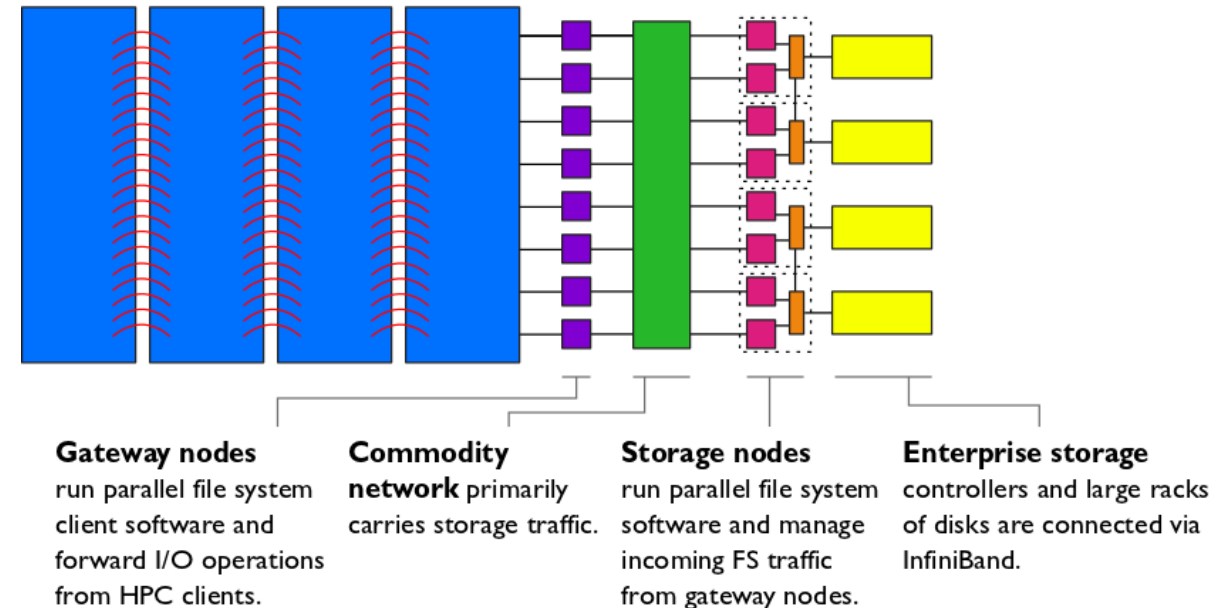 Gateway nodes
run parallel file system
client software and
forward I/O operations
from HPC clients.
Commodity
network primarily
carries storage traffic.
Storage nodes
run parallel file system
software and manage
incoming FS traffic
from gateway nodes.
Enterprise storage
controllers and large racks
of disks are connected via
InfiniBand.